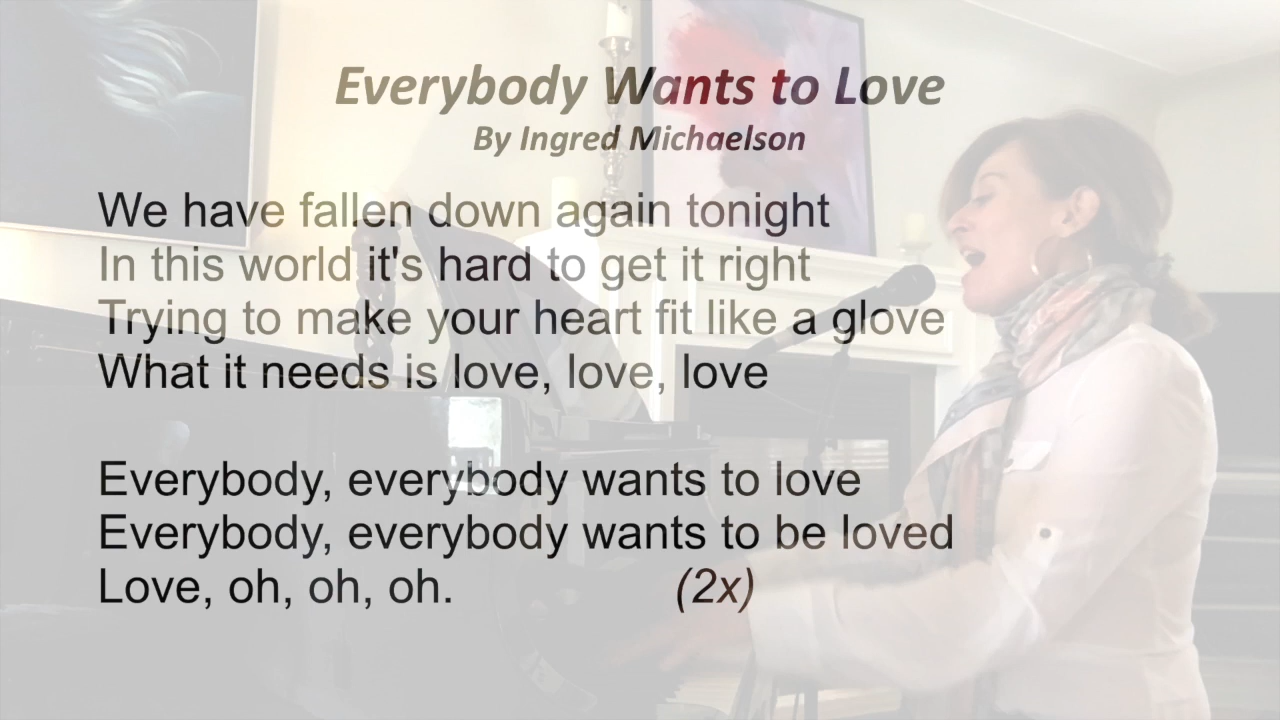 Everybody Wants to Love
By Ingred Michaelson
We have fallen down again tonight
In this world it's hard to get it right
Trying to make your heart fit like a glove
What it needs is love, love, love
Everybody, everybody wants to love
Everybody, everybody wants to be loved
Love, oh, oh, oh. (2x)